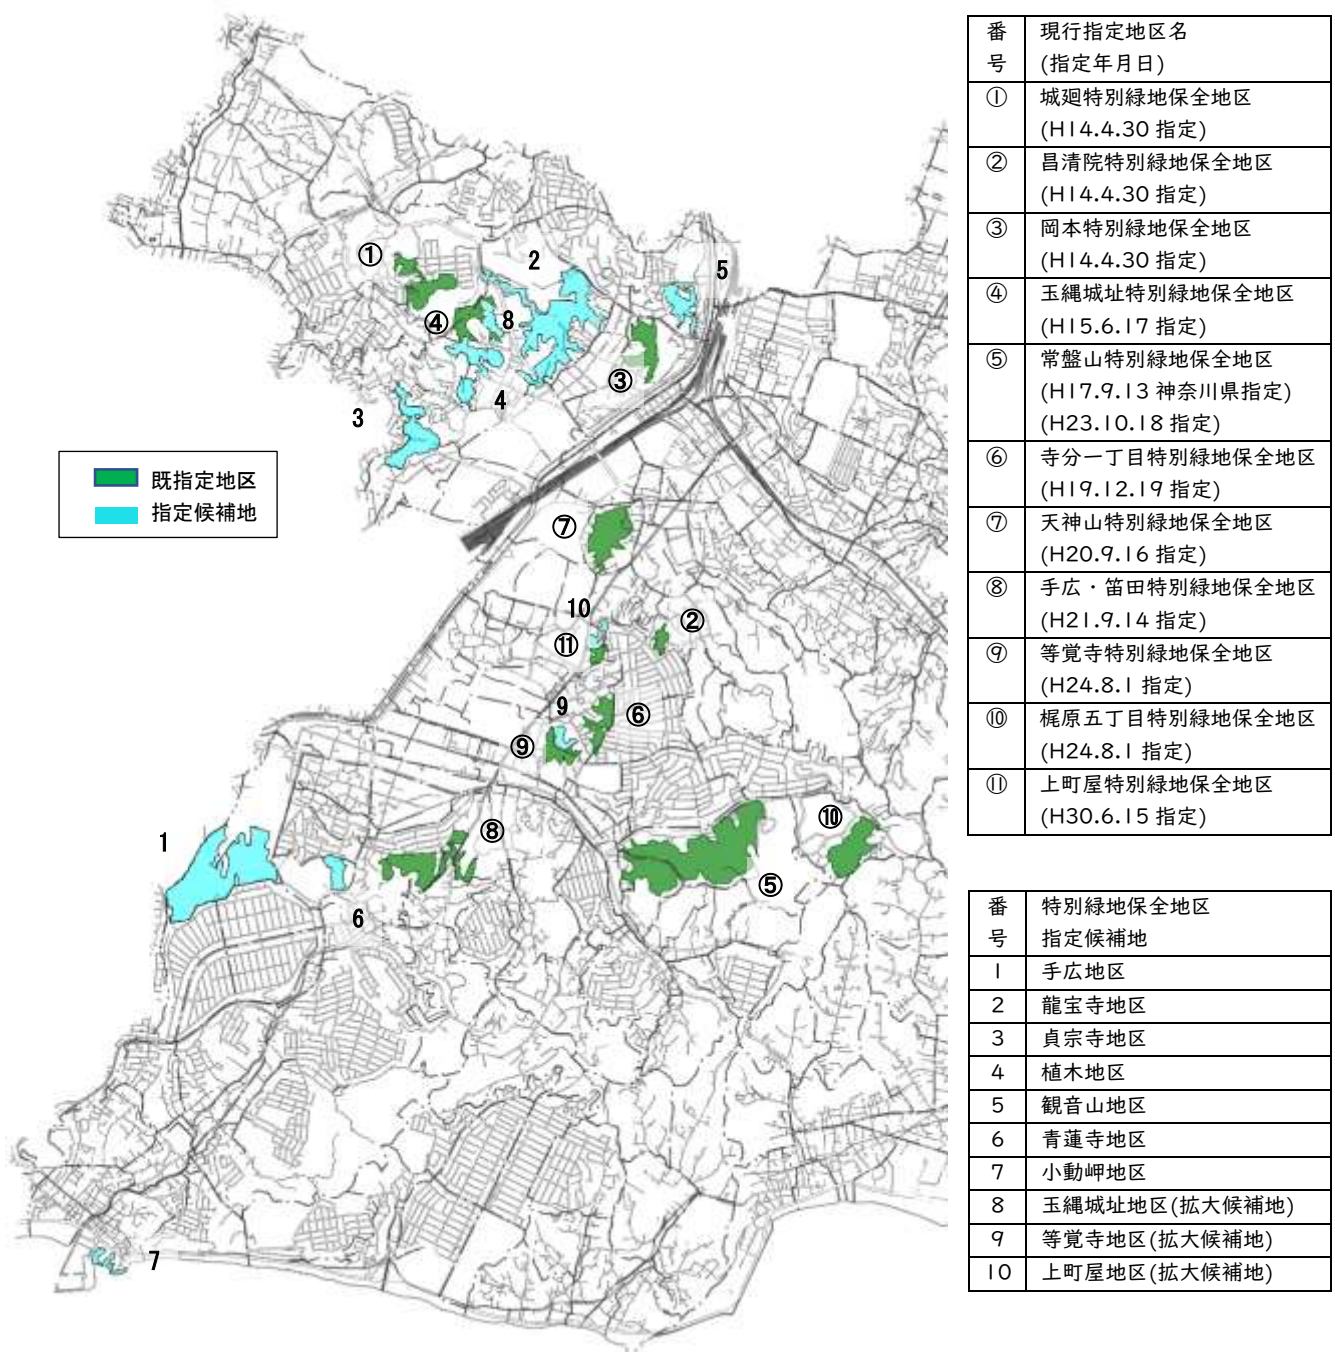 ①
2
5
④
8
③
4
3
既指定地区
指定候補地
⑦
10
②
⑪
9
⑥
⑨
1
⑧
⑩
⑤
6
7
番号 現行指定地区名
(指定年月日)
① 城廻特別緑地保全地区
(H14.4.30 指定)
② 昌清院特別緑地保全地区
(H14.4.30 指定)
③ 岡本特別緑地保全地区
(H14.4.30 指定)
④ 玉縄城址特別緑地保全地区
(H15.6.17 指定)
⑤ 常盤山特別緑地保全地区
(H17.9.13 神奈川県指定)
(H23.10.18 指定)
⑥ 寺分一丁目特別緑地保全地区
(H19.12.19 指定)
⑦ 天神山特別緑地保全地区
(H20.9.16 指定)
⑧ 手広・笛田特別緑地保全地区
(H21.9.14 指定)
⑨ 等覚寺特別緑地保全地区
(H24.8.1 指定)
⑩ 梶原五丁目特別緑地保全地区
(H24.8.1 指定)
⑪ 上町屋特別緑地保全地区
(H30.6.15 指定)
番号 特別緑地保全地区
指定候補地
1 手広地区
2 龍宝寺地区
3 貞宗寺地区
4 植木地区
5 観音山地区
6 青蓮寺地区
7 小動岬地区
8 玉縄城址地区(拡大候補地)
9 等覚寺地区(拡大候補地)
10 上町屋地区(拡大候補地)